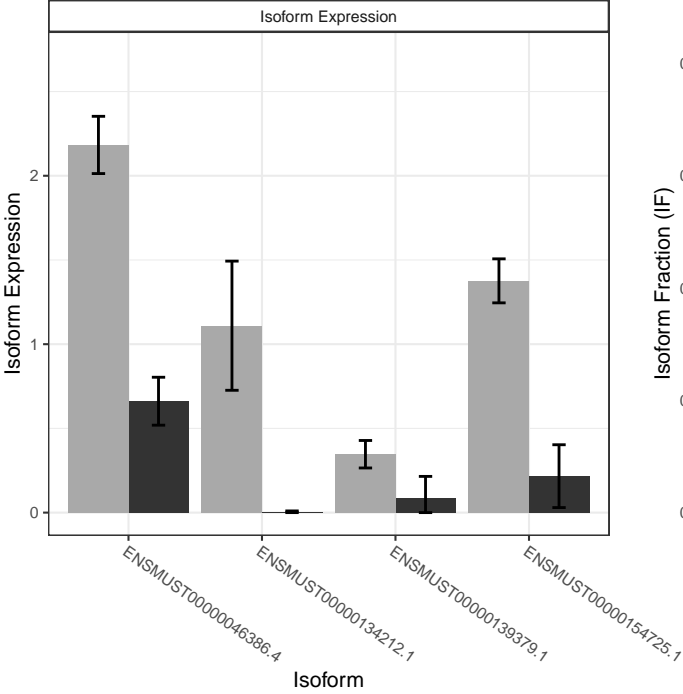 Isoform Expression
Isoform Expression
2
1
0
ENSMUST00000046386.4
ENSMUST00000134212.1
ENSMUST00000139379.1
ENSMUST00000154725.1
Isoform
Isoform Fraction (IF)